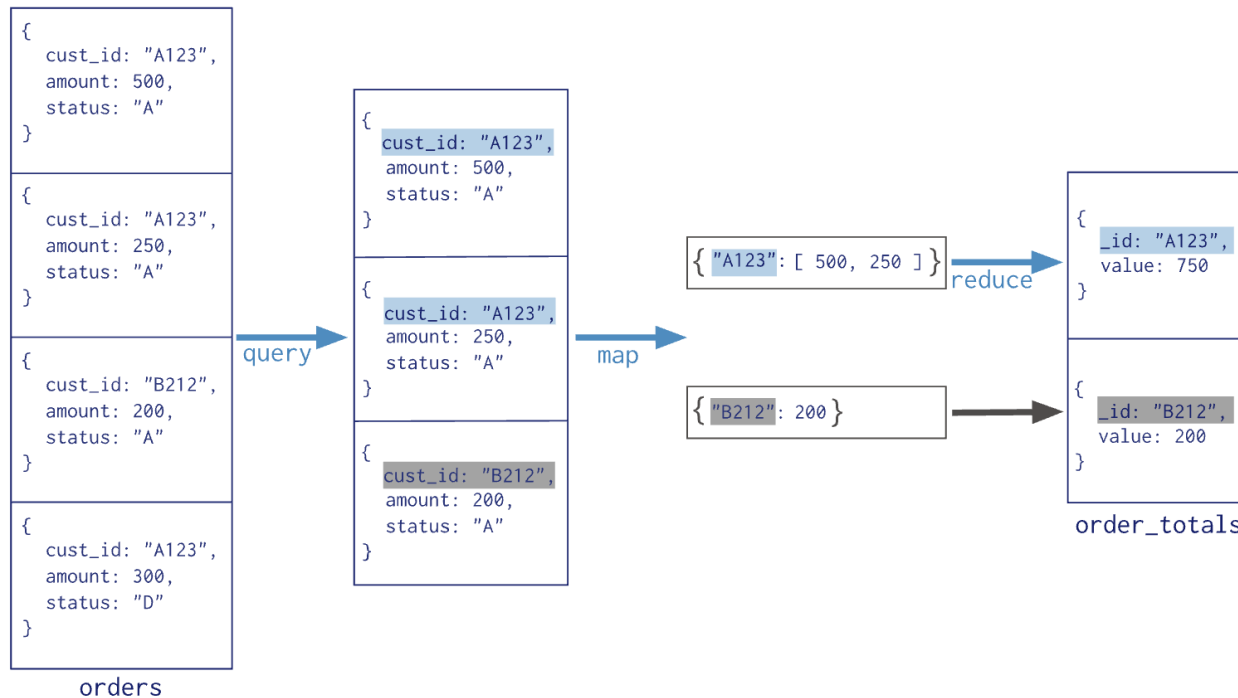 {
cust_id: "A123",
amount: 500,
status: "A"
}
{
cust_id: "A123",
amount: 250,
status: "A"
}
{
cust_id: "B212",
amount: 200,
status: "A"
}
{
cust_id: "A123",
amount: 300,
status: "D"
}
orders
query
{
cust_id: "A123",
amount: 500,
status: "A"
}
{
cust_id: "A123",
amount: 250,
status: "A"
}
{
cust_id: "B212",
amount: 200,
status: "A"
}
map
{ "A123": [ 500, 250 ] }
{ "B212": 200 }
reduce
{
_id: "A123",
value: 750
}
{
_id: "B212",
value: 200
}
order_totals